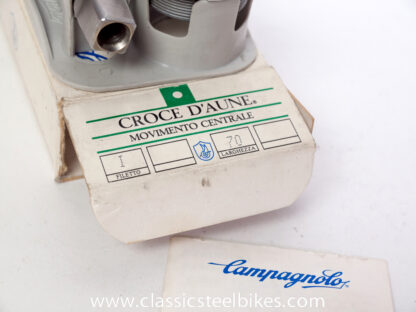 CROCE D'AUNE®
MOVIMENTO CENTRALE
I
FILETTO
70
LARGHEZZA
Campagnolo
www.classicsteelbikes.com